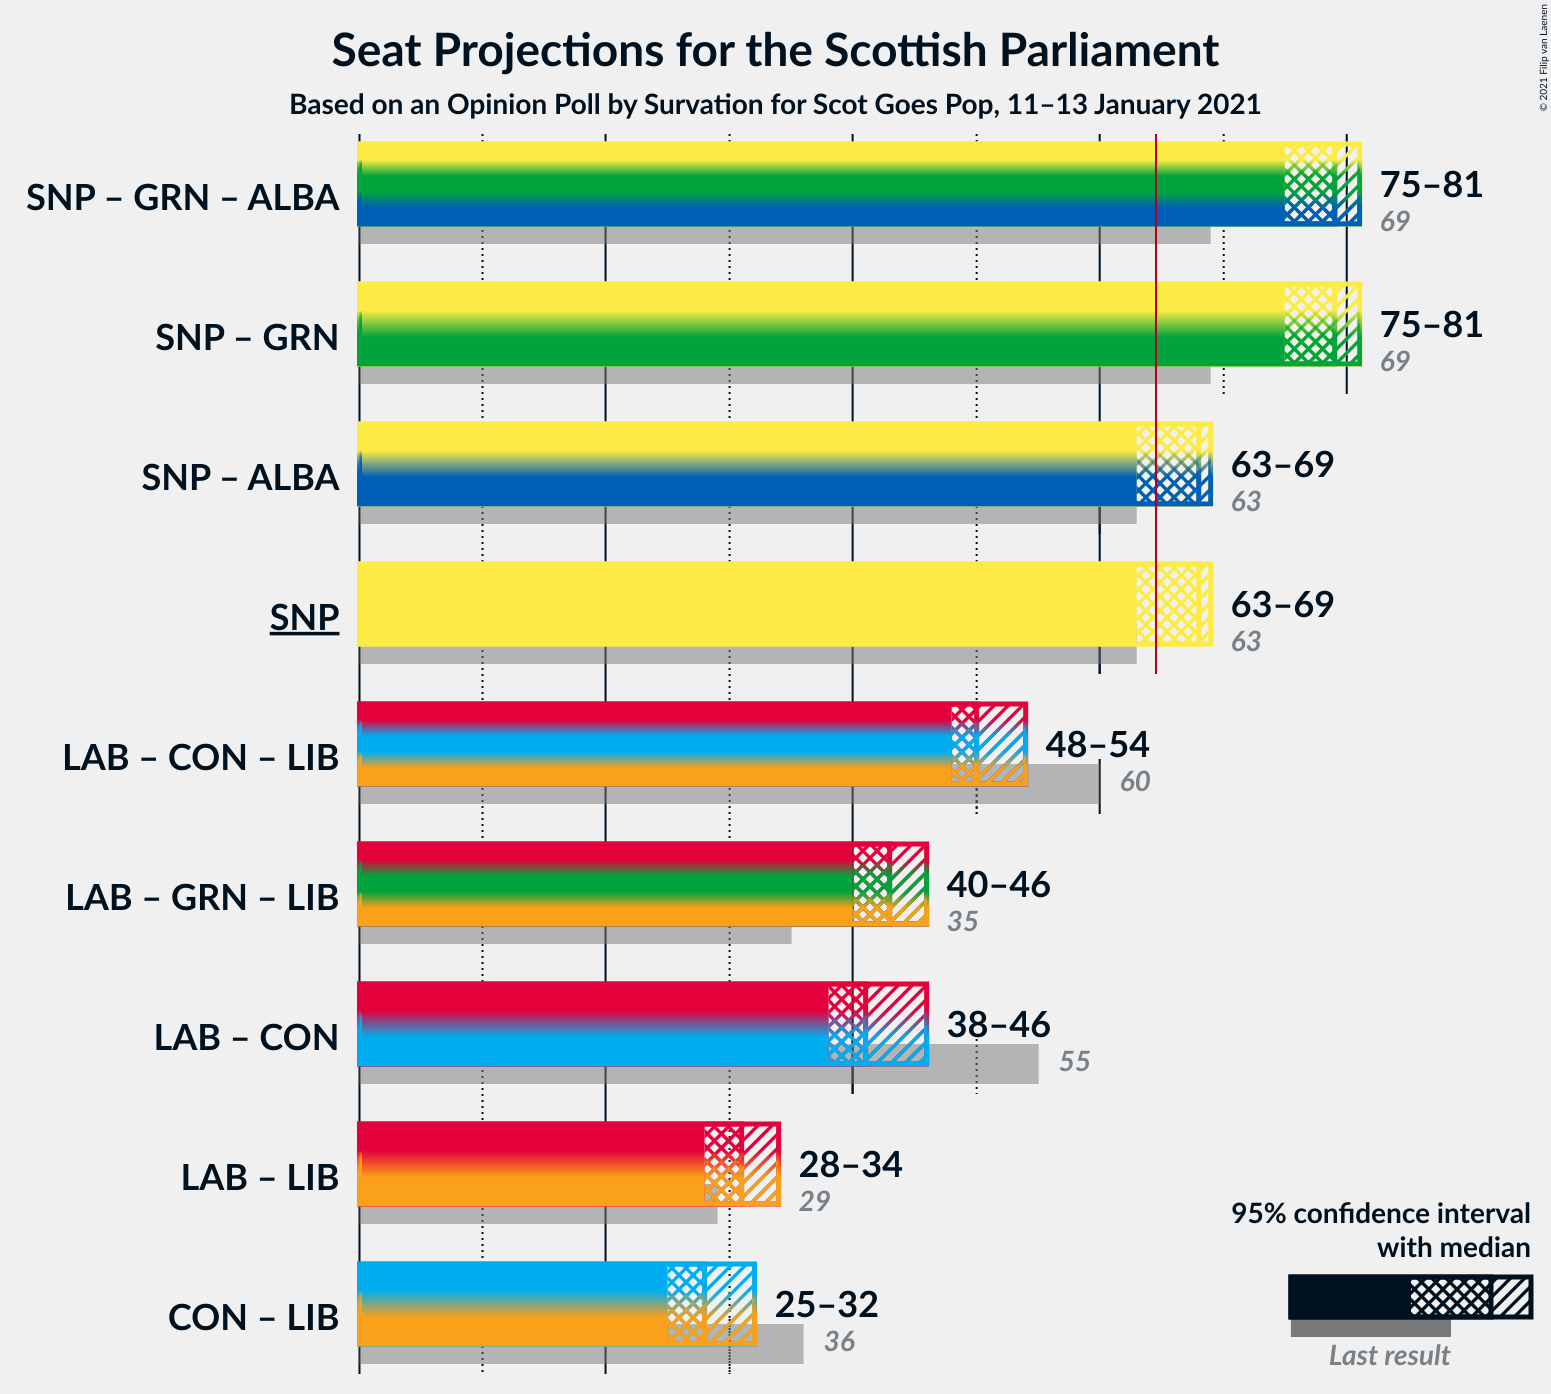 Seat Projections for the Scottish Parliament
Based on an Opinion Poll by Survation for Scot Goes Pop, 11–13 January 2021
© 2021 Filip van Laenen
SNP – GRN – ALBA
75–81
69
SNP – GRN
75–81
69
SNP – ALBA
63–69
63
SNP
63–69
63
LAB – CON – LIB
48–54
60
LAB – GRN – LIB
40–46
35
LAB – CON
38–46
55
LAB – LIB
28–34
29
CON – LIB
25–32
36
95% confidence interval
with median
Last result